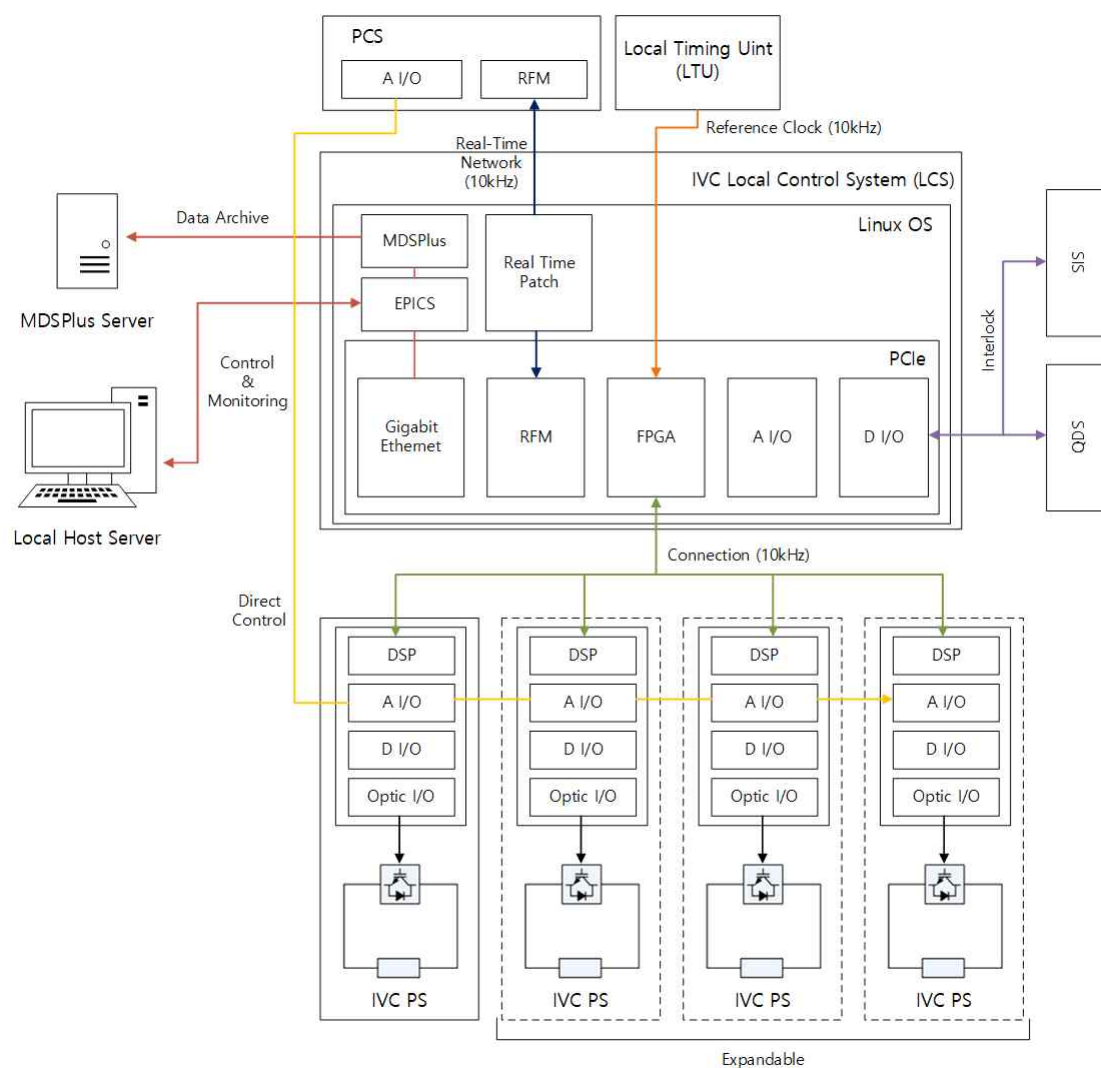 PCS
A I/O
RFM
Local Timing Uint
(LTU)
Reference Clock (10kHz)
Real-Time
Network
(10kHz)
IVC Local Control System (LCS)
Linux OS
Data Archive
MDSPlus
Real Time
Patch
EPICS
MDSPlus Server
Control
&
Monitoring
PCIe
Gigabit
Ethernet
RFM
FPGA
A I/O
D I/O
Interlock
SIS
QDS
Local Host Server
Connection (10kHz)
Direct
Control
DSP
DSP
DSP
DSP
A I/O
A I/O
A I/O
A I/O
D I/O
D I/O
D I/O
D I/O
Optic I/O
Optic I/O
Optic I/O
Optic I/O
IVC PS
IVC PS
IVC PS
IVC PS
Expandable